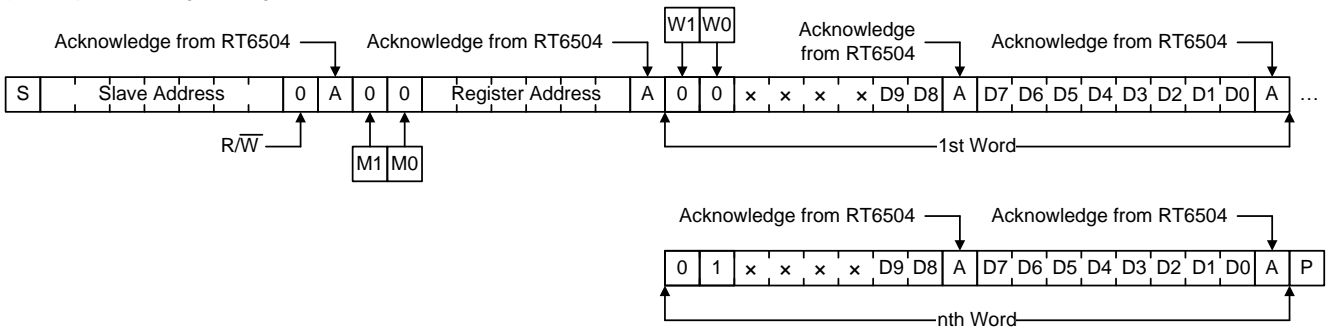 W1 W0
Acknowledge from RT6504 Acknowledge from RT6504 Acknowledge from RT6504 Acknowledge from RT6504
S Slave Address 0 A 0 0 Register Address A 0 0 × × × × D9 D8 A D7 D6 D5 D4 D3 D2 D1 D0 A ...
R/W
M1 M0
1st Word
Acknowledge from RT6504 Acknowledge from RT6504
0 1 × × × × D9 D8 A D7 D6 D5 D4 D3 D2 D1 D0 A P
nth Word